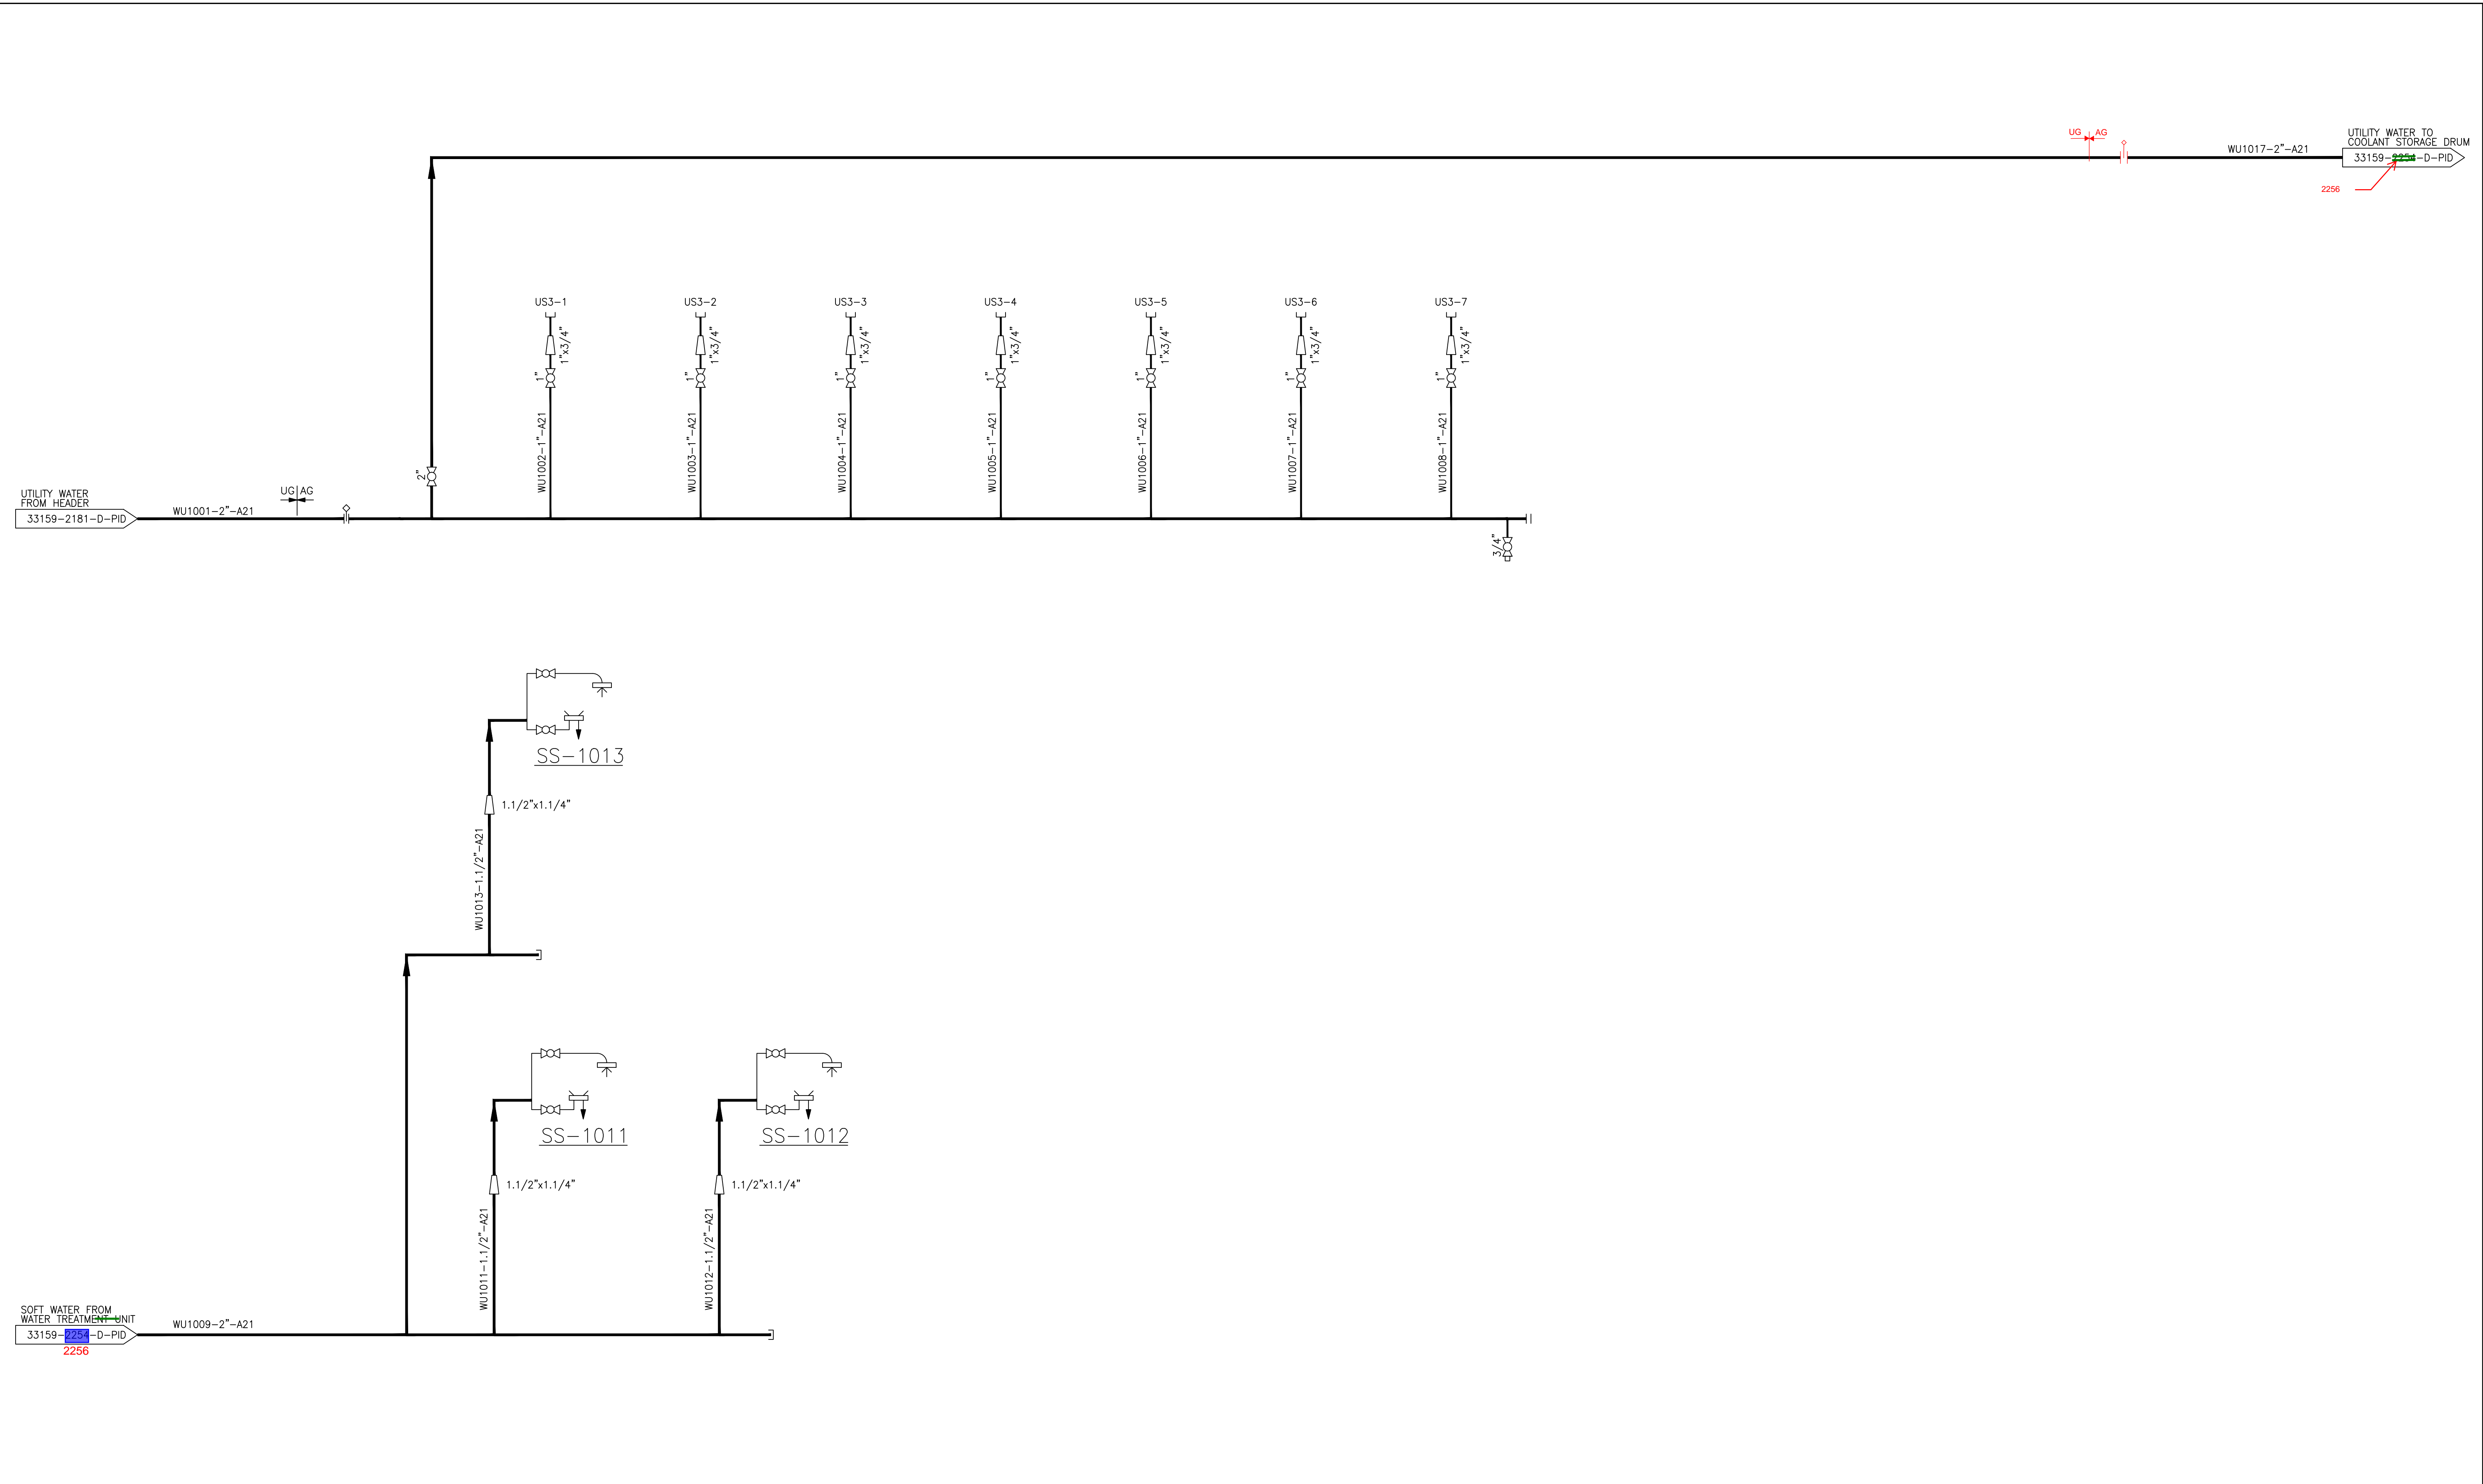 UG AG
UTILITY WATER TO
COOLANT STORAGE DRUM
WU1017-2"-A21
33159-2254-D-PID
2256
US3-1
US3-2
US3-3
US3-4
US3-5
US3-6
US3-7
1"x3/4"
1"x3/4"
1"x3/4"
1"x3/4"
1"x3/4"
1"x3/4"
1"x3/4"
1"
1"
1"
1"
1"
1"
1"
WU1002-1"-A21
WU1003-1"-A21
WU1004-1"-A21
WU1005-1"-A21
WU1006-1"-A21
WU1007-1"-A21
WU1008-1"-A21
2"
UTILITY WATER
FROM HEADER
33159-2181-D-PID
WU1001-2"-A21
UG AG
3/4"
SS-1013
1.1/2"x1.1/4"
WU1013-1.1/2"-A21
SS-1011
SS-1012
1.1/2"x1.1/4"
1.1/2"x1.1/4"
WU1011-1.1/2"-A21
WU1012-1.1/2"-A21
SOFT WATER FROM
WATER TREATMENT UNIT
33159-2254-D-PID
WU1009-2"-A21
2256